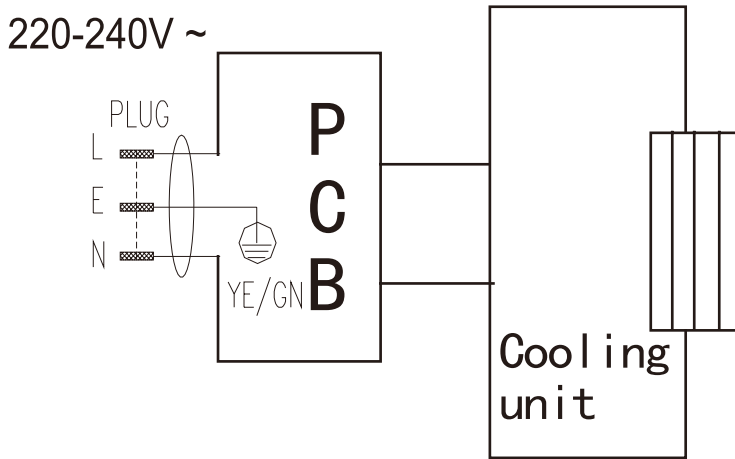 220-240V ~
PLUG
L
E
N
YE/GN
P
C
B
Cooling
unit